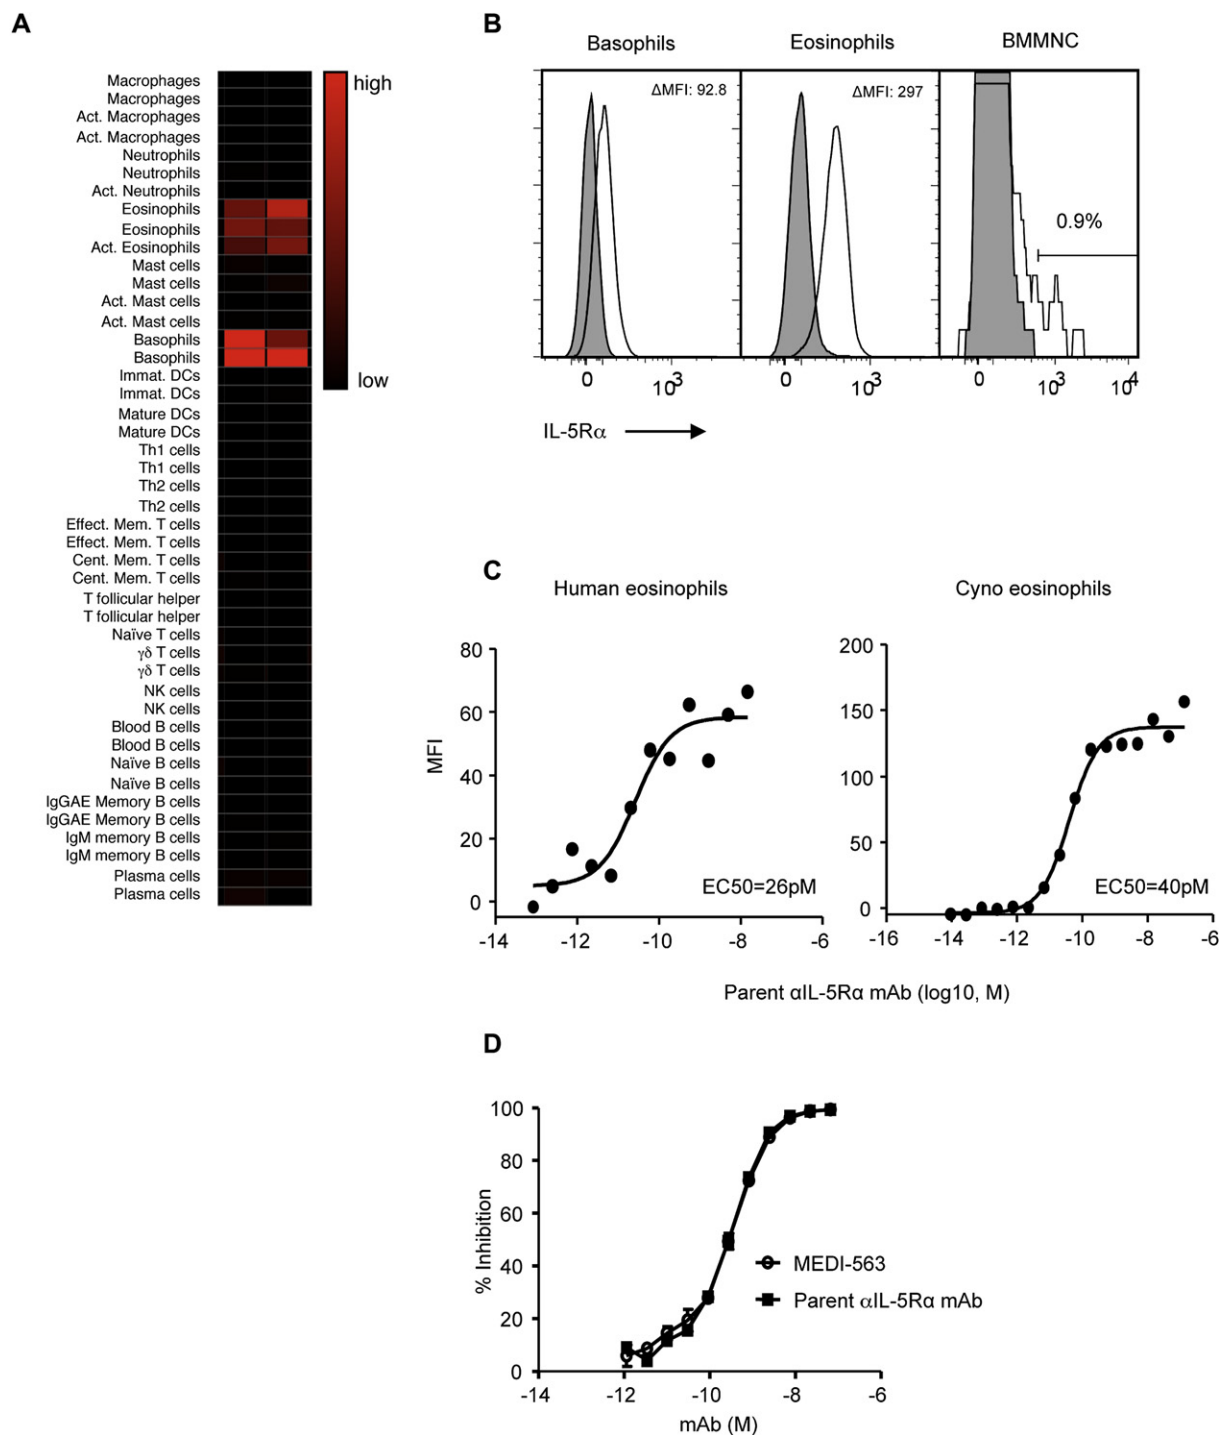 A
Macrophages
Macrophages
Act. Macrophages
Act. Macrophages
Neutrophils
Neutrophils
Act. Neutrophils
Eosinophils
Eosinophils
Act. Eosinophils
Mast cells
Mast cells
Act. Mast cells
Act. Mast cells
Basophils
Basophils
Immat. DCs
Immat. DCs
Mature DCs
Mature DCs
Th1 cells
Th1 cells
Th2 cells
Th2 cells
Effect. Mem. T cells
Effect. Mem. T cells
Cent. Mem. T cells
Cent. Mem. T cells
T follicular helper
T follicular helper
Naïve T cells
γδ T cells
γδ T cells
NK cells
NK cells
Blood B cells
Blood B cells
Naïve B cells
Naïve B cells
IgGAE Memory B cells
IgGAE Memory B cells
IgM memory B cells
IgM memory B cells
Plasma cells
Plasma cells
high
low
B
Basophils Eosinophils BMMNC
ΔMFI: 92.8 ΔMFI: 297
0.9%
0 10³ 0 10³ 0 10³ 10⁴
IL-5Rα
C
Human eosinophils Cyno eosinophils
80
60
40
20
0
MFI
EC50=26pM
-14 -12 -10 -8 -6
200
150
100
50
0
EC50=40pM
-16 -14 -12 -10 -8 -6
Parent αIL-5Rα mAb (log10, M)
D
100
80
60
40
20
0
% Inhibition
MEDI-563
Parent αIL-5Rα mAb
-14 -12 -10 -8 -6
mAb (M)